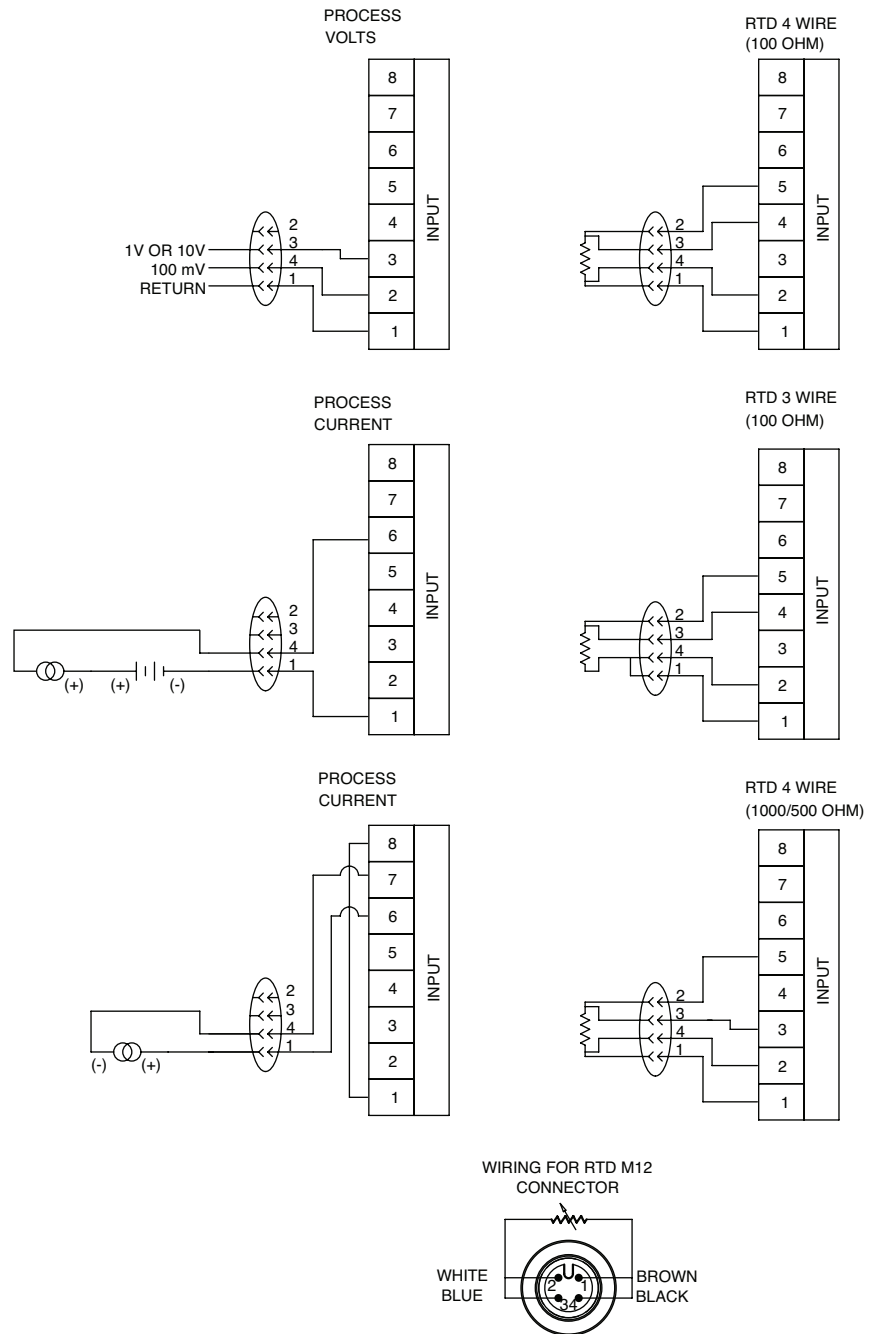 PROCESS
VOLTS
8
7
6
5
4
3
2
1
INPUT
2
3
4
1
1V OR 10V
100 mV
RETURN
RTD 4 WIRE
(100 OHM)
8
7
6
5
4
3
2
1
INPUT
2
3
4
1
PROCESS
CURRENT
8
7
6
5
4
3
2
1
INPUT
2
3
4
1
(+) (+) (-)
RTD 3 WIRE
(100 OHM)
8
7
6
5
4
3
2
1
INPUT
2
3
4
1
PROCESS
CURRENT
8
7
6
5
4
3
2
1
INPUT
2
3
4
1
(-) (+)
RTD 4 WIRE
(1000/500 OHM)
8
7
6
5
4
3
2
1
INPUT
2
3
4
1
WIRING FOR RTD M12
CONNECTOR
WHITE
BLUE
2 1
34
BROWN
BLACK